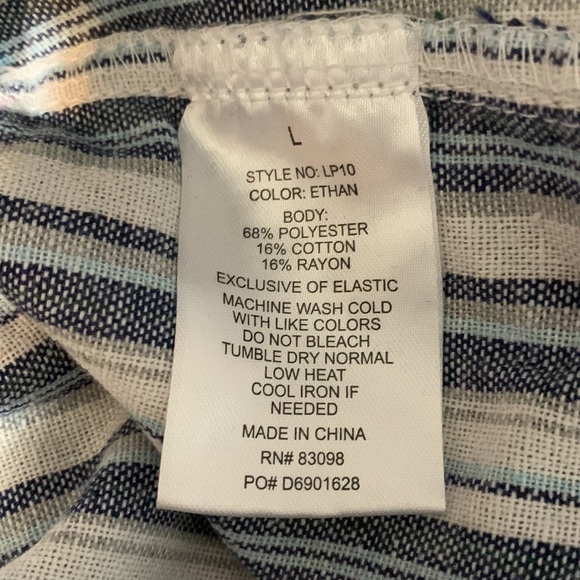 L
STYLE NO: LP10
COLOR: ETHAN
BODY:
68% POLYESTER
16% COTTON
16% RAYON
EXCLUSIVE OF ELASTIC
MACHINE WASH COLD
WITH LIKE COLORS
DO NOT BLEACH
TUMBLE DRY NORMAL
LOW HEAT
COOL IRON IF
NEEDED
MADE IN CHINA
RN# 83098
PO# D6901628